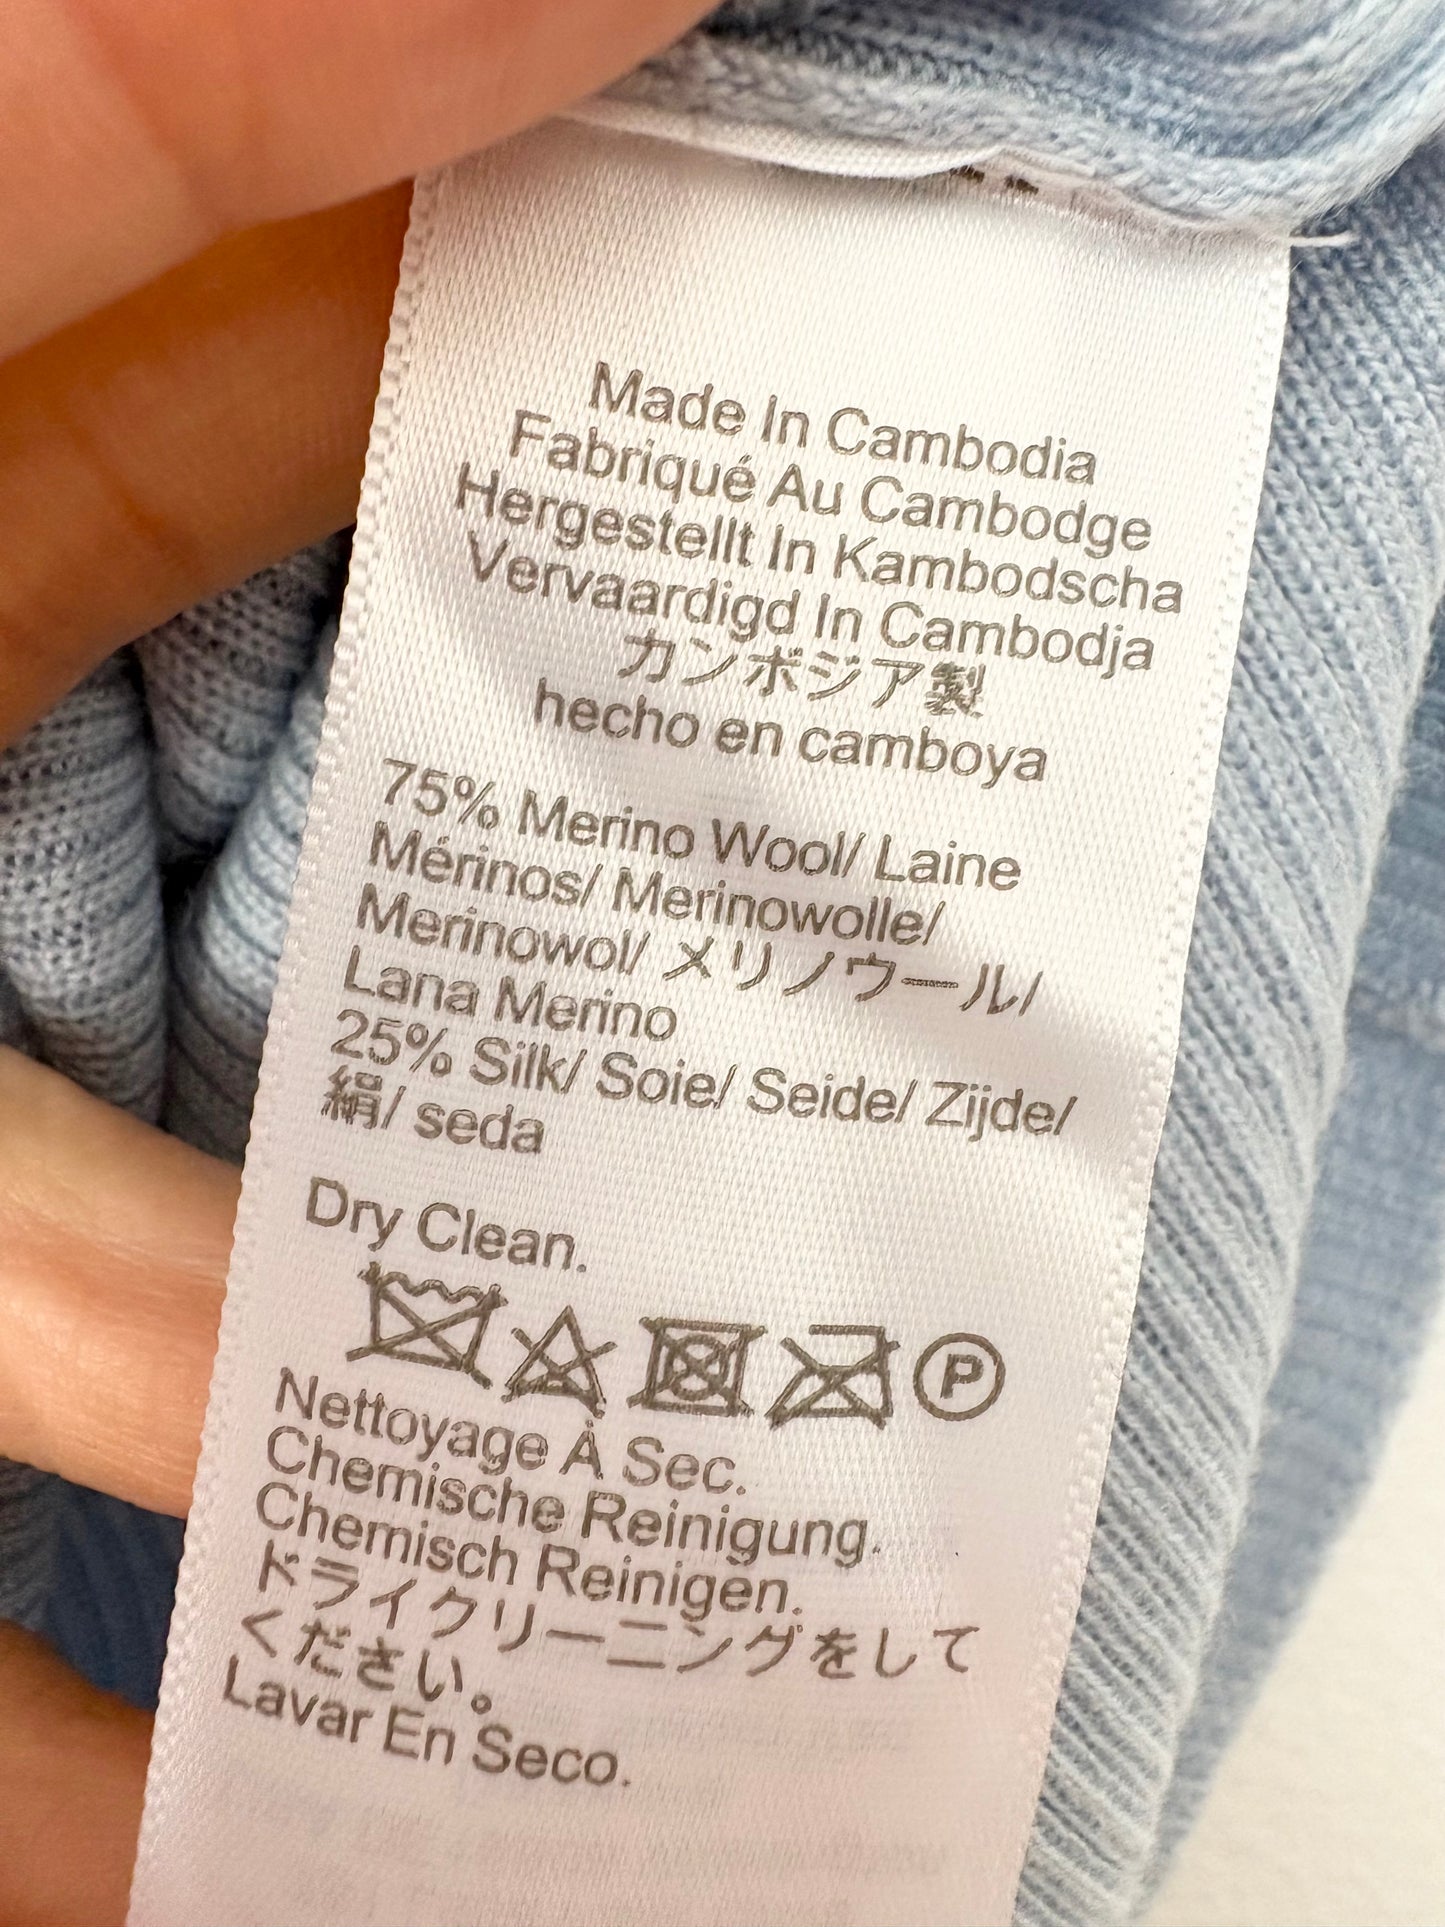 Made In Cambodia
Fabriqué Au Cambodge
Hergestellt In Kambodscha
Vervaardigd In Cambodja
カンボジア製
hecho en camboya
75% Merino Wool/ Laine
Mérinos/ Merinowolle/
Merinowol/ メリノウール/
Lana Merino
25% Silk/ Soie/ Seide/ Zijde/
絹/ seda
Dry Clean.
P
Nettoyage À Sec.
Chemische Reinigung.
Chemisch Reinigen.
ドライクリーニングをして
ください。
Lavar En Seco.